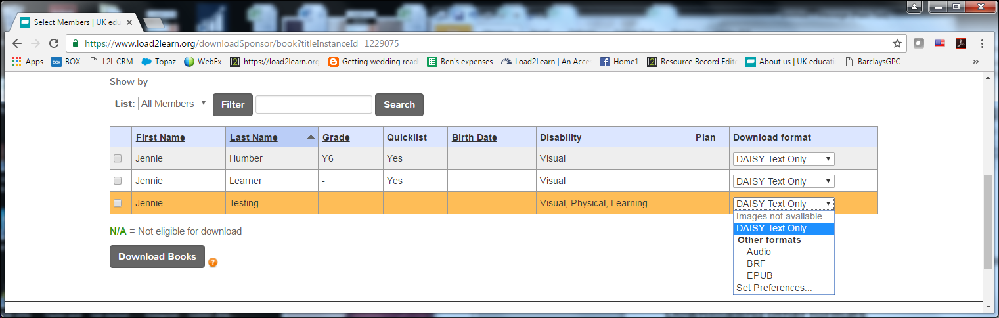 Select Members | UK edu
https://www.load2learn.org/downloadSponsor/book?titleInstanceId=1229075
Apps BOX L2L CRM Topaz WebEx https://load2learn.org Getting wedding read Ben's expenses Load2Learn | An Acce Home1 Resource Record Edit About us | UK educati BarclaysGPC »
Show by
List: All Members Filter Search
First Name Last Name Grade Quicklist Birth Date Disability Plan Download format
Jennie Humber Y6 Yes Visual DAISY Text Only
Jennie Learner - Yes Visual DAISY Text Only
Jennie Testing - - Visual, Physical, Learning DAISY Text Only
Images not available
DAISY Text Only
Other formats
Audio
BRF
EPUB
Set Preferences...
N/A = Not eligible for download
Download Books ?